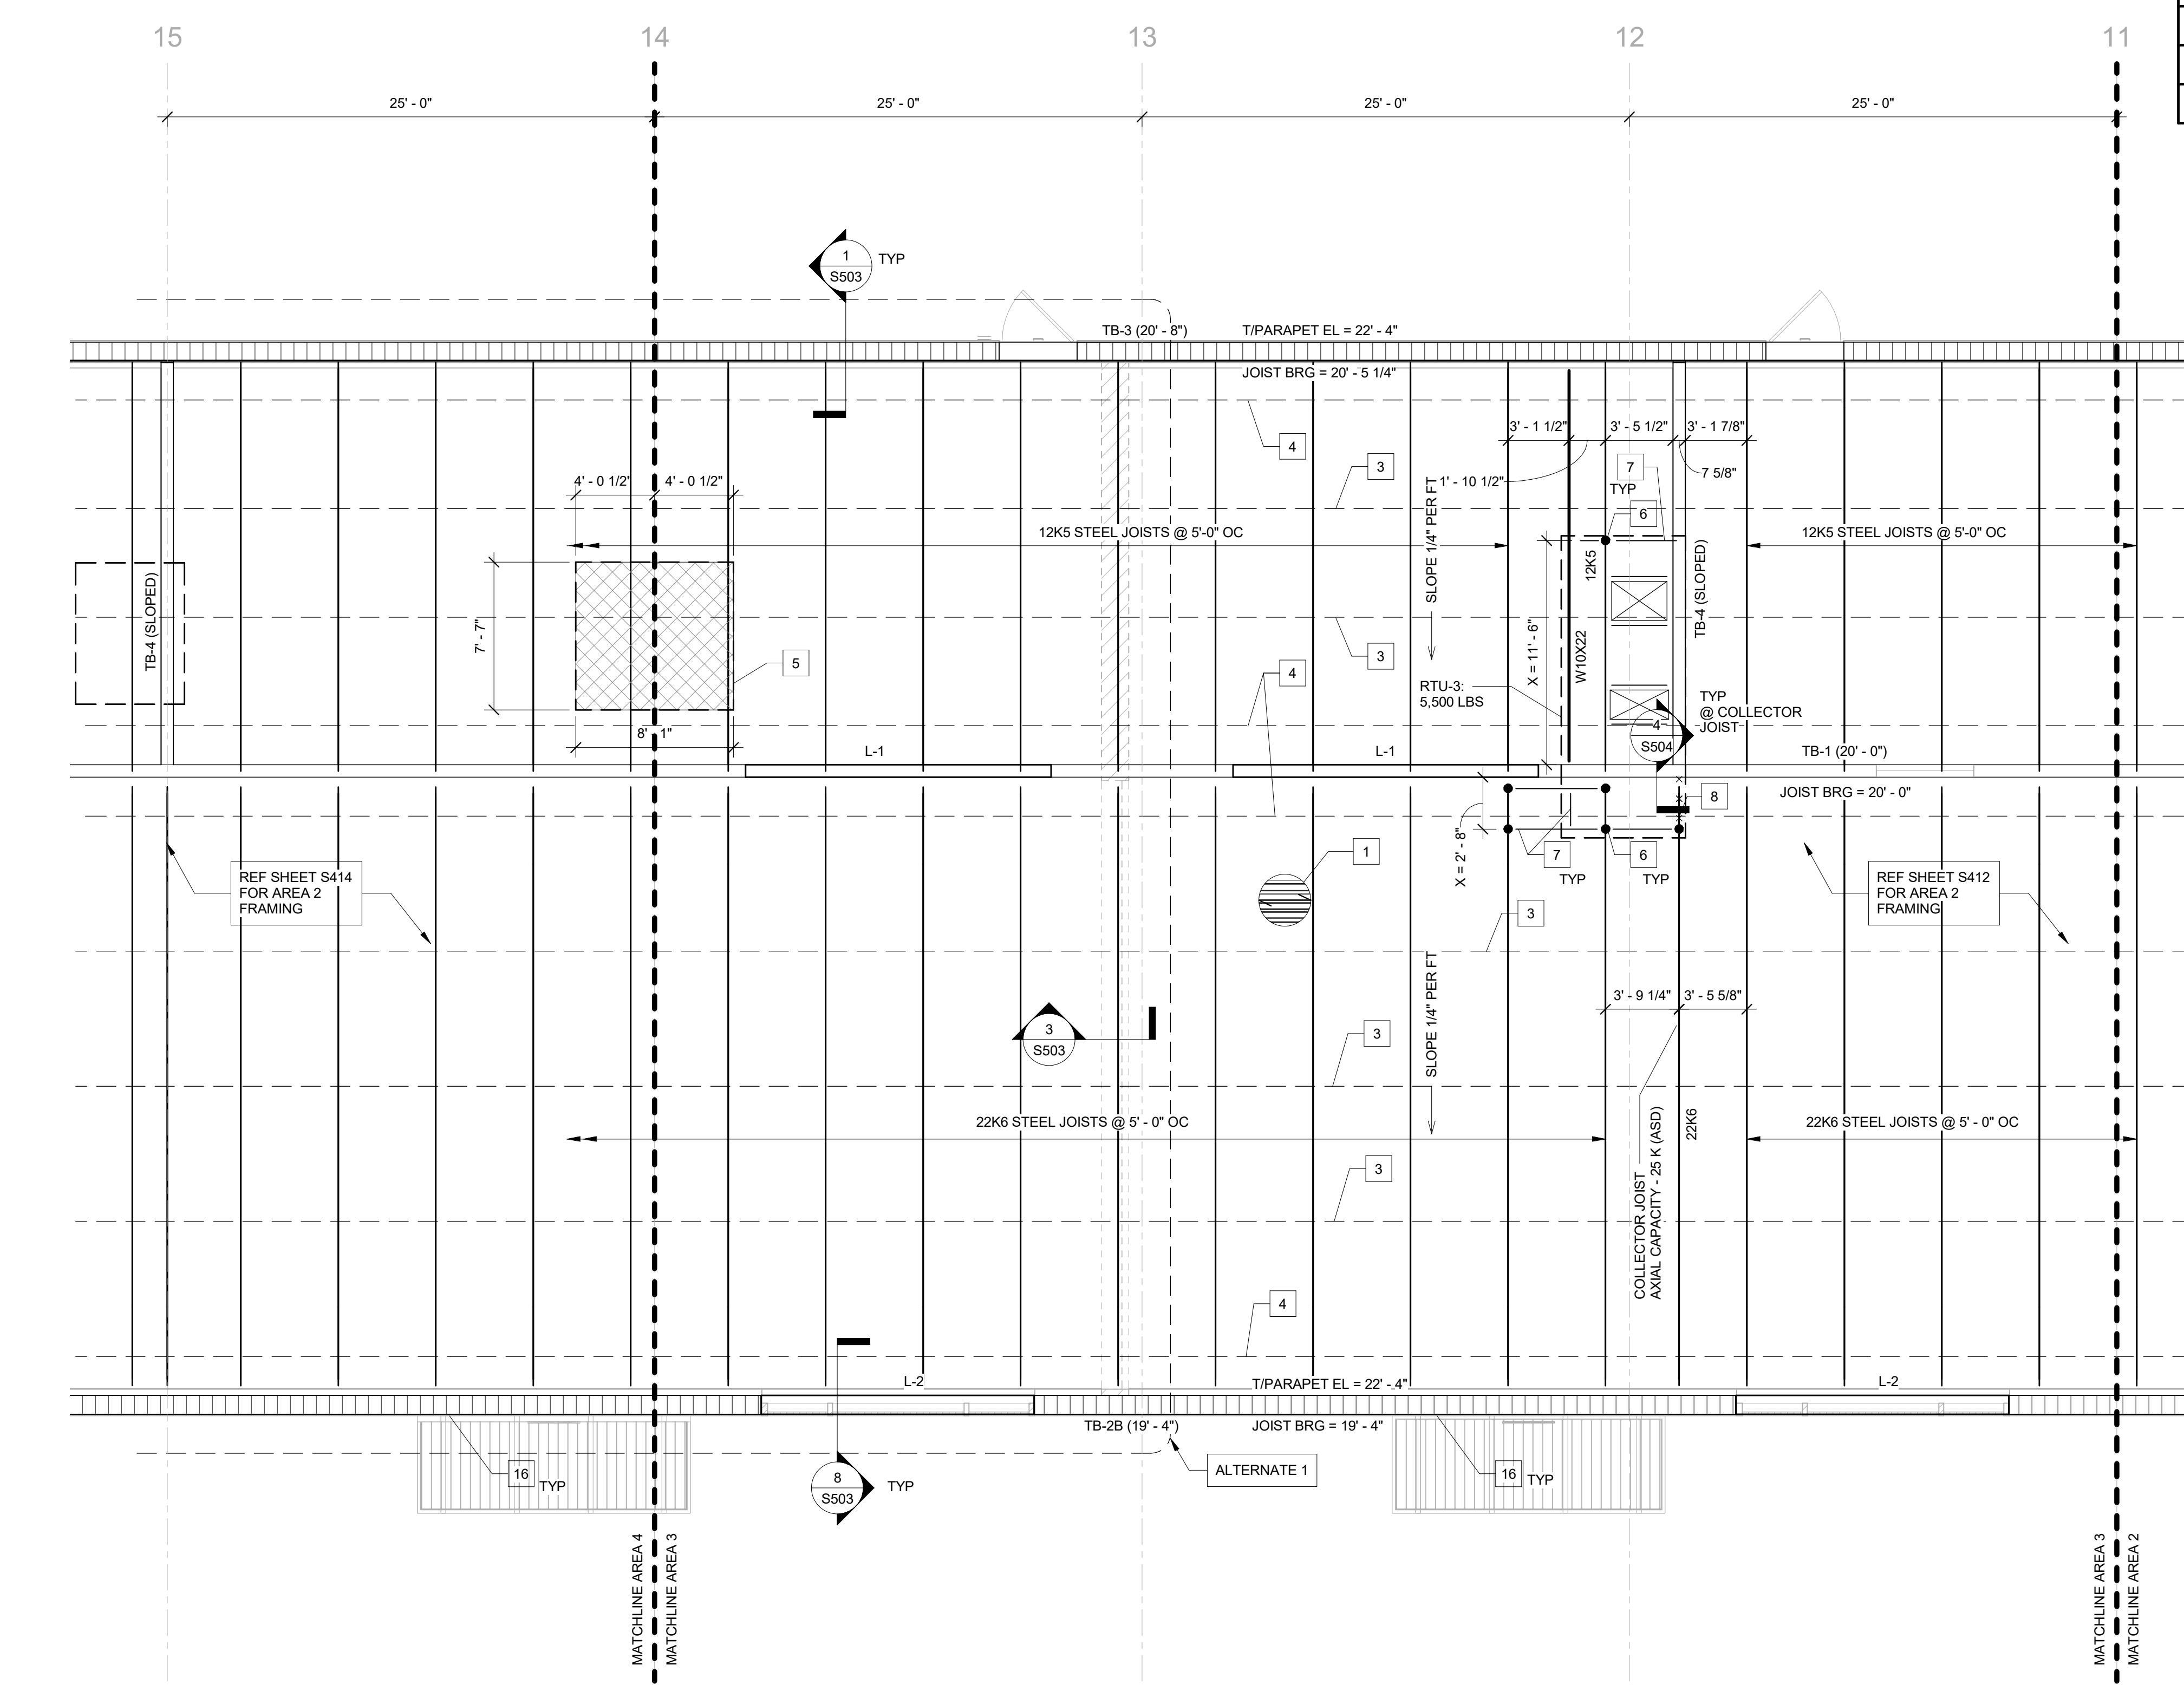 15
14
13
12
11
25' - 0"
25' - 0"
25' - 0"
25' - 0"
1
S503
TYP
TB-3 (20' - 8")
T/PARAPET EL = 22' - 4"
JOIST BRG = 20' - 5 1/4"
4
3
3' - 1 1/2"
3' - 5 1/2"
3' - 1 7/8"
7
TYP
7 5/8"
1' - 10 1/2"
4' - 0 1/2"
4' - 0 1/2"
6
12K5 STEEL JOISTS @ 5'-0" OC
12K5 STEEL JOISTS @ 5'-0" OC
SLOPE 1/4" PER FT
12K5
TB-4 (SLOPED)
TB-4 (SLOPED)
7' - 7"
5
3
4
X = 11' - 6"
W10X22
RTU-3:
5,500 LBS
TYP
@ COLLECTOR
JOIST
4
S504
8' - 1"
L-1
L-1
TB-1 (20' - 0")
JOIST BRG = 20' - 0"
8
X = 2' - 8"
7
TYP
6
TYP
1
REF SHEET S414
FOR AREA 2
FRAMING
REF SHEET S412
FOR AREA 2
FRAMING
3
SLOPE 1/4" PER FT
3' - 9 1/4"
3' - 5 5/8"
3
S503
3
22K6 STEEL JOISTS @ 5' - 0" OC
22K6 STEEL JOISTS @ 5' - 0" OC
22K6
COLLECTOR JOIST
AXIAL CAPACITY - 25 K (ASD)
3
4
L-2
T/PARAPET EL = 22' - 4"
L-2
TB-2B (19' - 4")
JOIST BRG = 19' - 4"
ALTERNATE 1
16
TYP
8
S503
TYP
16
TYP
MATCHLINE AREA 4
MATCHLINE AREA 3
MATCHLINE AREA 3
MATCHLINE AREA 2